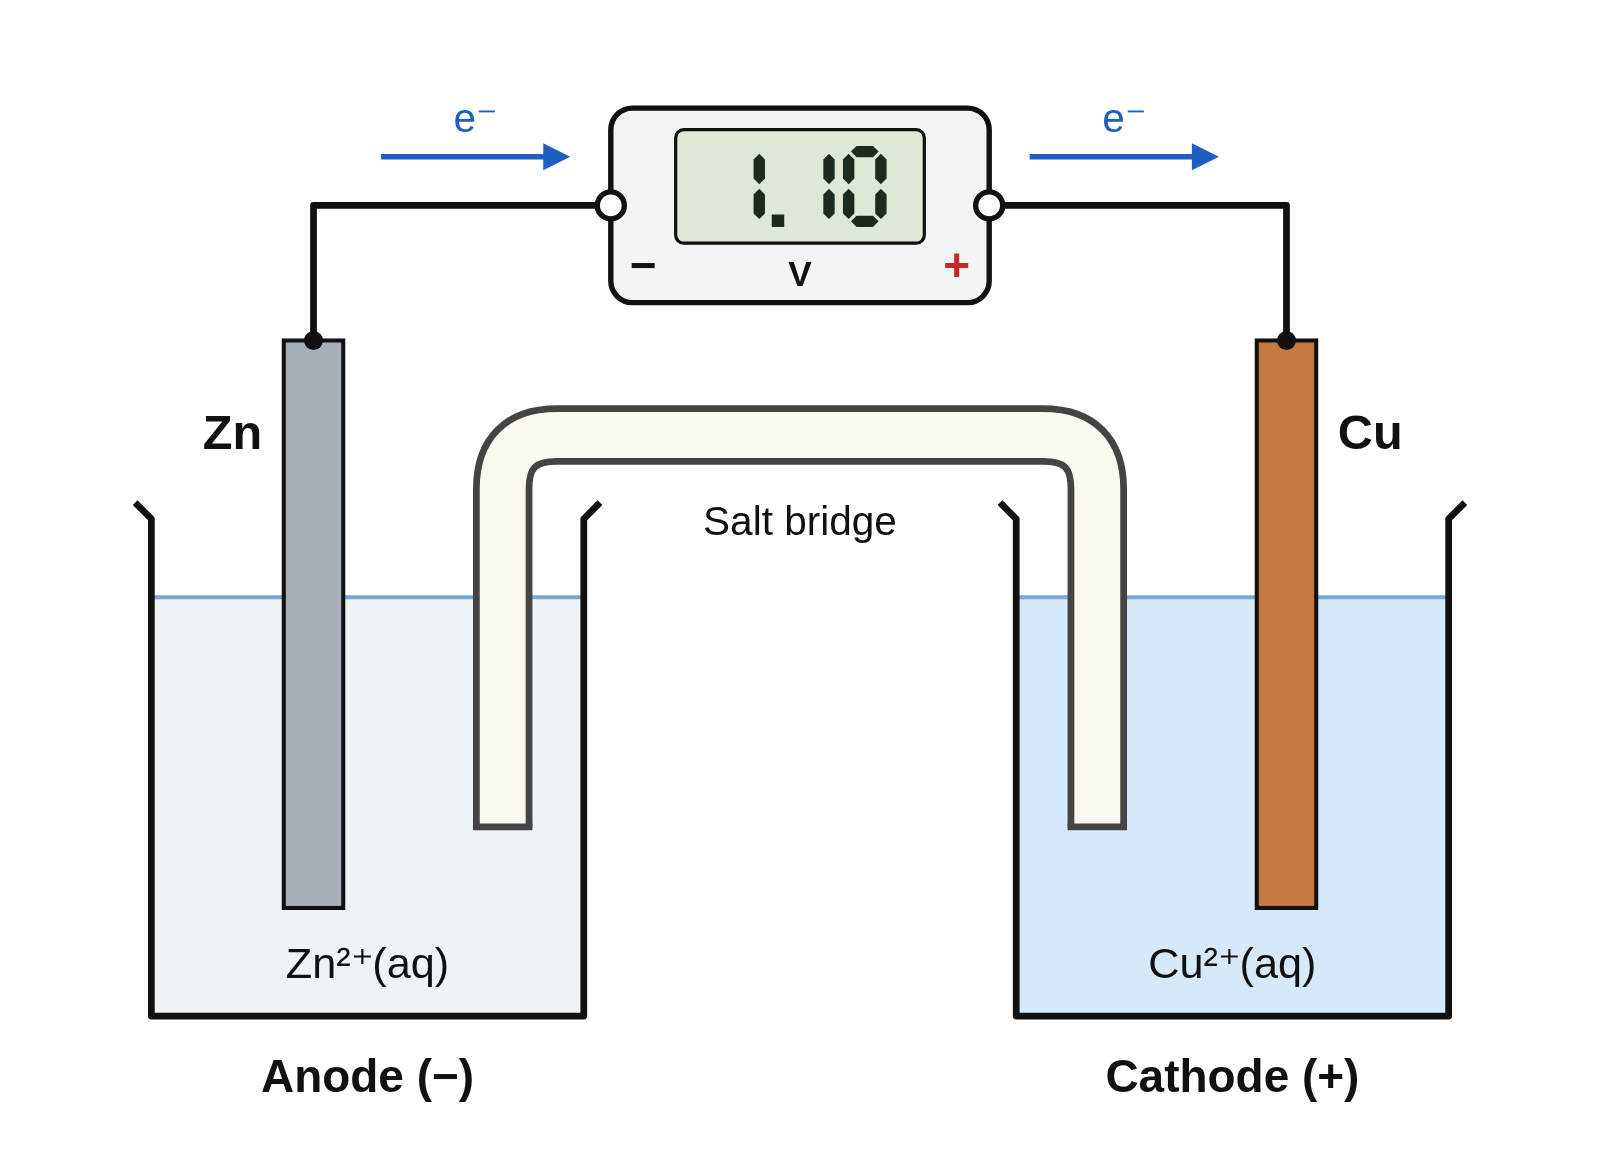 e⁻
e⁻
1.10
−
V
+
Zn
Cu
Salt bridge
Zn²⁺(aq)
Cu²⁺(aq)
Anode (−)
Cathode (+)